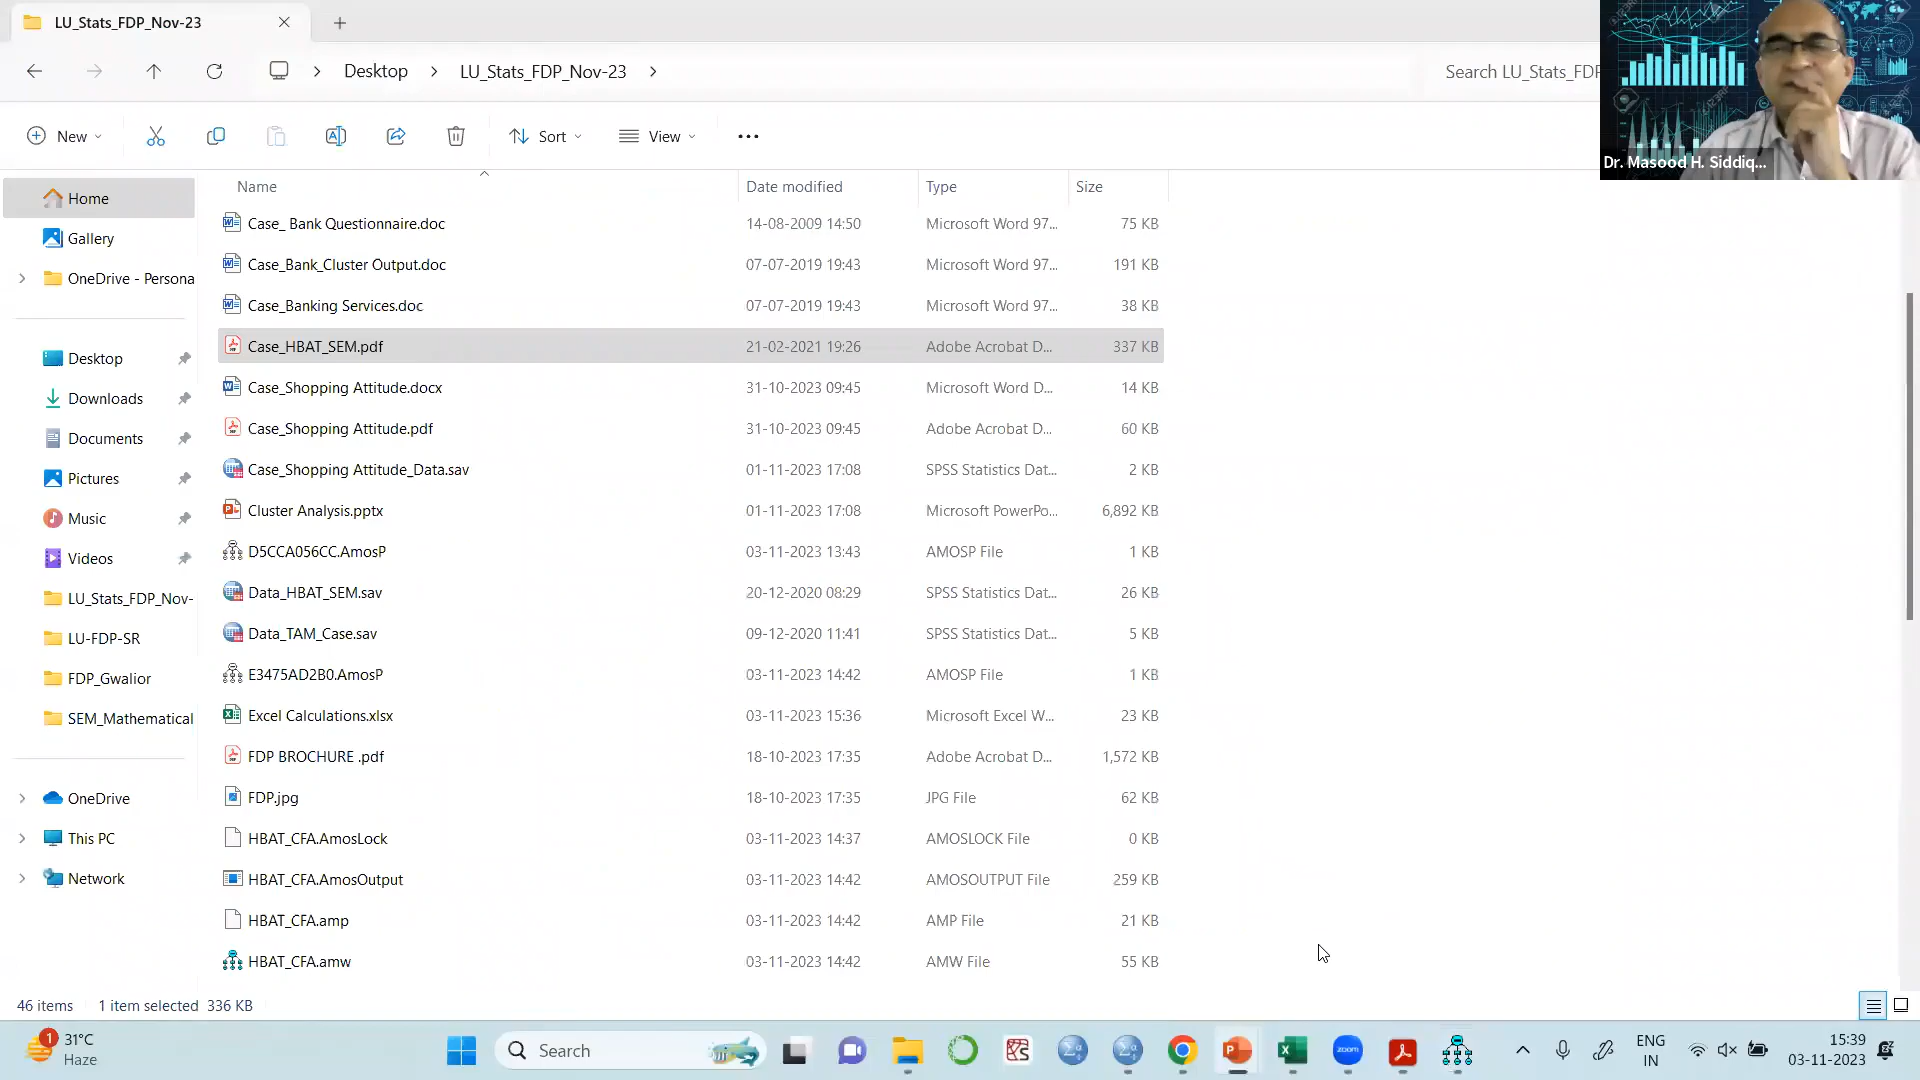 LU_Stats_FDP_Nov-23
Desktop LU_Stats_FDP_Nov-23
Search LU_Stats_FDP
New Sort View
Dr. Masood H. Siddiq...
Name Date modified Type Size
Home
Gallery
OneDrive - Persona
Desktop
Downloads
Documents
Pictures
Music
Videos
LU_Stats_FDP_Nov-
LU-FDP-SR
FDP_Gwalior
SEM_Mathematical
OneDrive
This PC
Network
Case_ Bank Questionnaire.doc 14-08-2009 14:50 Microsoft Word 97... 75 KB
Case_Bank_Cluster Output.doc 07-07-2019 19:43 Microsoft Word 97... 191 KB
Case_Banking Services.doc 07-07-2019 19:43 Microsoft Word 97... 38 KB
Case_HBAT_SEM.pdf 21-02-2021 19:26 Adobe Acrobat D... 337 KB
Case_Shopping Attitude.docx 31-10-2023 09:45 Microsoft Word D... 14 KB
Case_Shopping Attitude.pdf 31-10-2023 09:45 Adobe Acrobat D... 60 KB
Case_Shopping Attitude_Data.sav 01-11-2023 17:08 SPSS Statistics Dat... 2 KB
Cluster Analysis.pptx 01-11-2023 17:08 Microsoft PowerPo... 6,892 KB
D5CCA056CC.AmosP 03-11-2023 13:43 AMOSP File 1 KB
Data_HBAT_SEM.sav 20-12-2020 08:29 SPSS Statistics Dat... 26 KB
Data_TAM_Case.sav 09-12-2020 11:41 SPSS Statistics Dat... 5 KB
E3475AD2B0.AmosP 03-11-2023 14:42 AMOSP File 1 KB
Excel Calculations.xlsx 03-11-2023 15:36 Microsoft Excel W... 23 KB
FDP BROCHURE .pdf 18-10-2023 17:35 Adobe Acrobat D... 1,572 KB
FDP.jpg 18-10-2023 17:35 JPG File 62 KB
HBAT_CFA.AmosLock 03-11-2023 14:37 AMOSLOCK File 0 KB
HBAT_CFA.AmosOutput 03-11-2023 14:42 AMOSOUTPUT File 259 KB
HBAT_CFA.amp 03-11-2023 14:42 AMP File 21 KB
HBAT_CFA.amw 03-11-2023 14:42 AMW File 55 KB
46 items 1 item selected 336 KB
1
31°C
Haze
Search
zoom
ENG
IN
15:39
03-11-2023